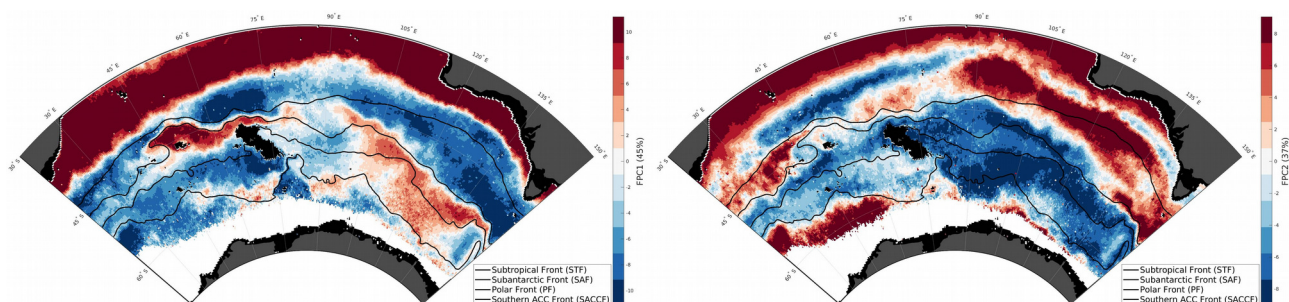 30° E
45° E
60° E
75° E
90° E
105° E
120° E
135° E
150° E
30° S
45° S
60° S
10
8
6
4
2
0
-2
-4
-6
-8
-10
FPC1 (45%)
Subtropical Front (STF)
Subantarctic Front (SAF)
Polar Front (PF)
Southern ACC Front (SACCF)
30° E
45° E
60° E
75° E
90° E
105° E
120° E
135° E
150° E
30° S
45° S
60° S
8
6
4
2
0
-2
-4
-6
-8
FPC2 (37%)
Subtropical Front (STF)
Subantarctic Front (SAF)
Polar Front (PF)
Southern ACC Front (SACCF)